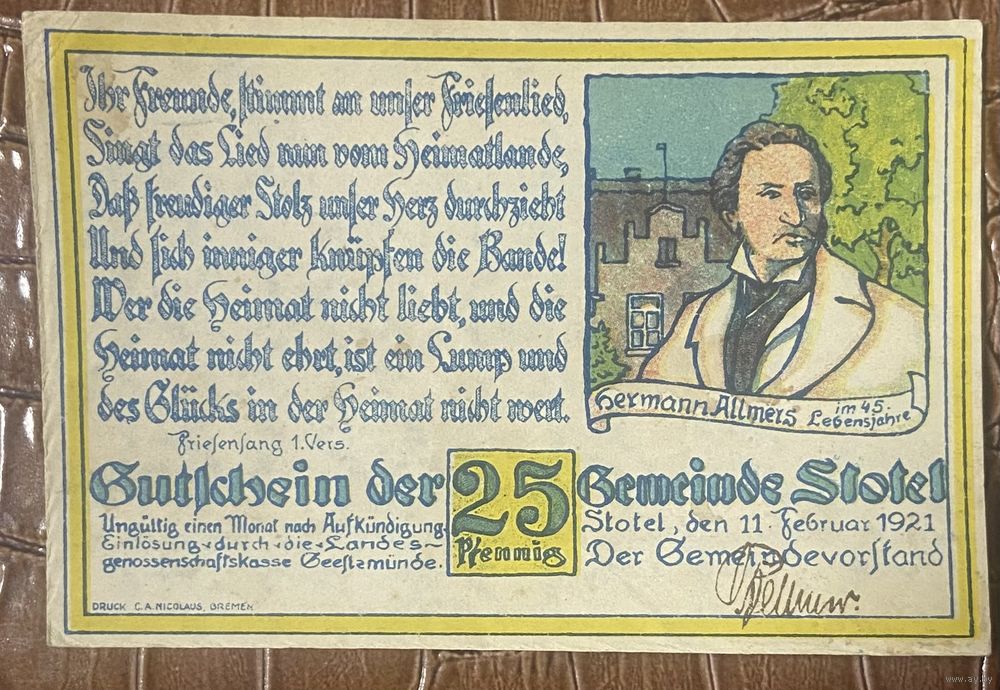 Ihr Freunde, stimmt an unser Friesenlied,
Singt das Lied nun vom Heimatlande,
Daß freudiger Stolz unser Herz durchzieht
Und sich inniger knüpfen die Bande!
Wer die Heimat nicht liebt, und die
Heimat nicht ehrt, ist ein Lump und
des Glücks in der Heimat nicht wert.
Friesensang 1. Vers.
Hermann Allmers im 45.
Lebensjahre
Gutschein der 25 Gemeinde Stotel
Pfennig
Ungültig einen Monat nach Aufkündigung.
Einlösung durch die Landes~
genossenschaftskasse Geestemünde.
Stotel, den 11. Februar 1921
Der Gemeindevorstand
DRUCK C. A. NICOLAUS, BREMEN
www.ay.by